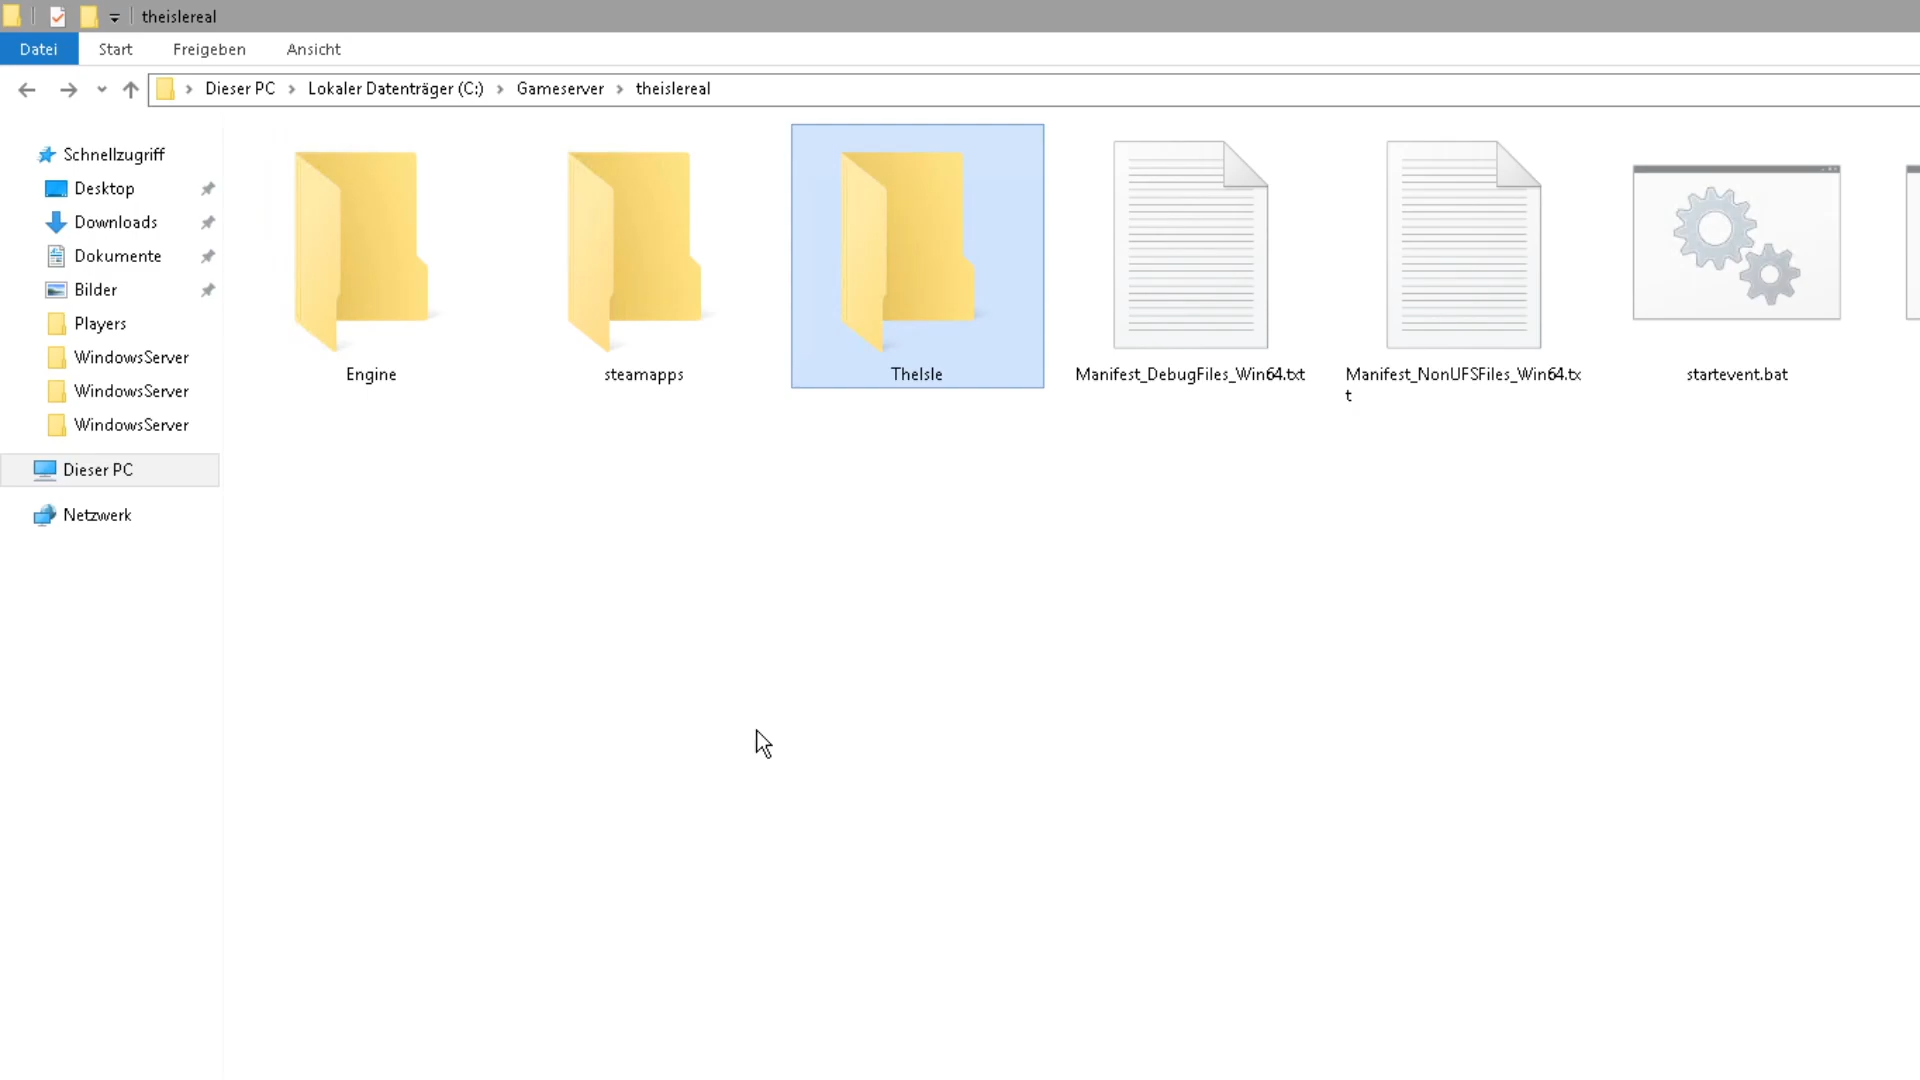 theislereal
Datei Start Freigeben Ansicht
Dieser PC Lokaler Datenträger (C:) Gameserver theislereal
Schnellzugriff
Desktop
Downloads
Dokumente
Bilder
Players
WindowsServer
WindowsServer
WindowsServer
Dieser PC
Netzwerk
Engine
steamapps
TheIsle
Manifest_DebugFiles_Win64.txt
Manifest_NonUFSFiles_Win64.tx
t
startevent.bat